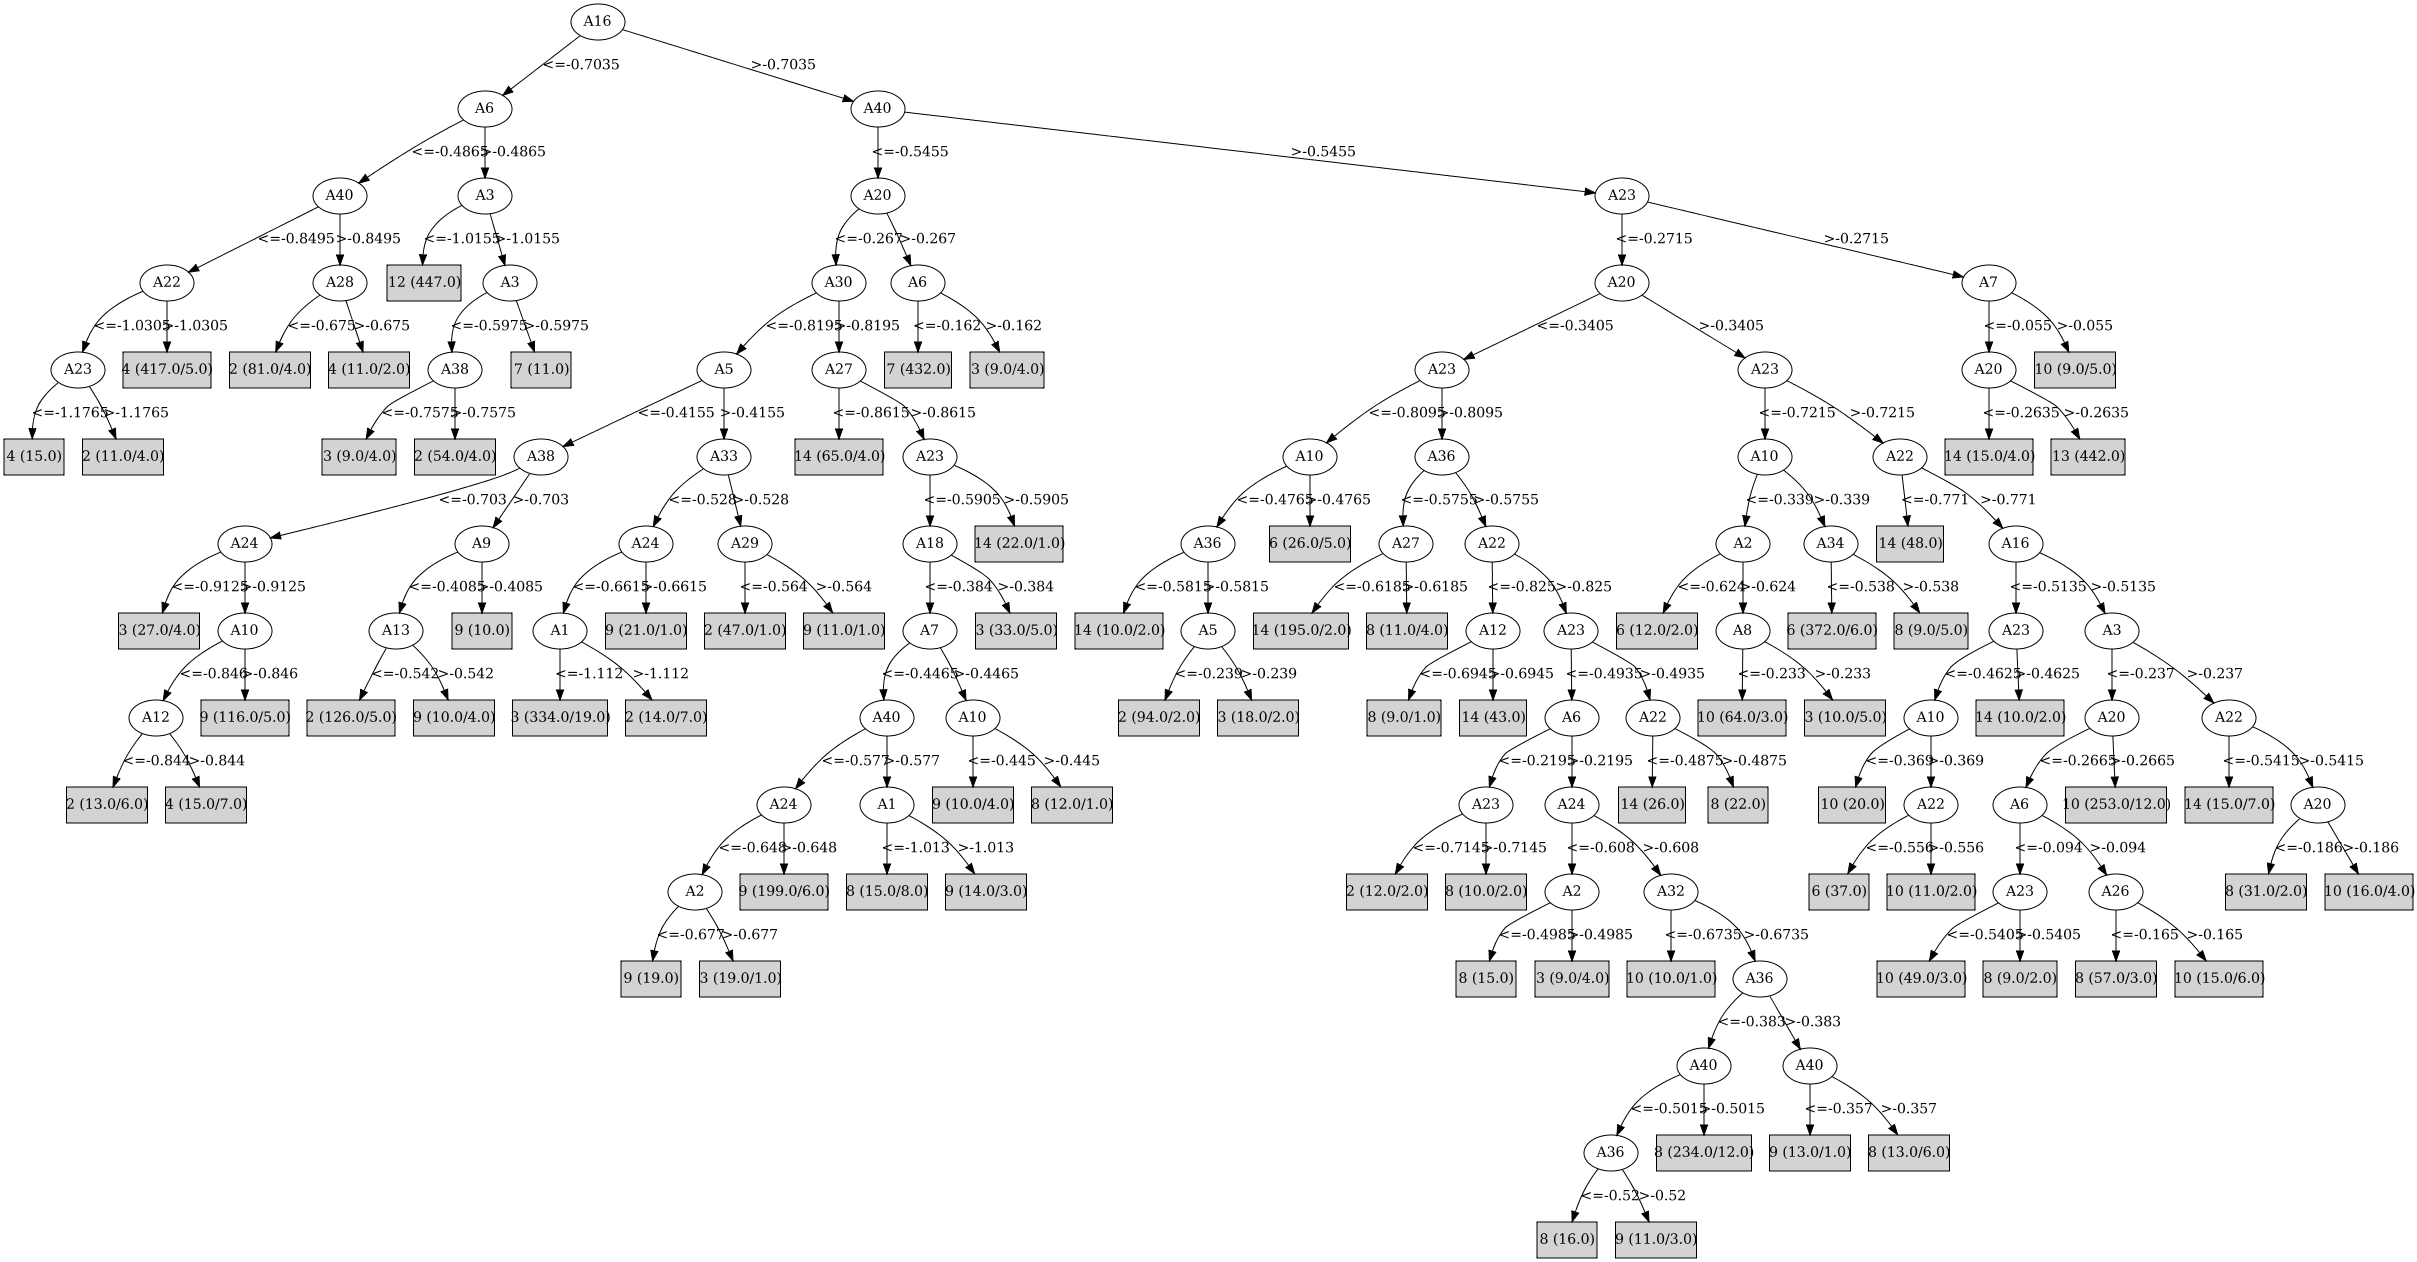 A16
<=-0.7035 >-0.7035
A6 A40
<=-0.4865 >-0.4865 <=-0.5455 >-0.5455
A40 A3 A20 A23
<=-0.8495 >-0.8495 <=-1.0155 >-1.0155 <=-0.267 >-0.267 <=-0.2715 >-0.2715
A22 A28 12 (447.0) A3 A30 A6 A20 A7
<=-1.0305 >-1.0305 <=-0.675 >-0.675 <=-0.5975 >-0.5975 <=-0.8195 >-0.8195 <=-0.162 >-0.162 <=-0.3405 >-0.3405 <=-0.055 >-0.055
A23 4 (417.0/5.0) 2 (81.0/4.0) 4 (11.0/2.0) A38 7 (11.0) A5 A27 7 (432.0) 3 (9.0/4.0) A23 A23 A20 10 (9.0/5.0)
<=-1.1765 >-1.1765 <=-0.7575 >-0.7575 <=-0.4155 >-0.4155 <=-0.8615 >-0.8615 <=-0.8095 >-0.8095 <=-0.7215 >-0.7215 <=-0.2635 >-0.2635
4 (15.0) 2 (11.0/4.0) 3 (9.0/4.0) 2 (54.0/4.0) A38 A33 14 (65.0/4.0) A23 A10 A36 A10 A22 14 (15.0/4.0) 13 (442.0)
<=-0.703 >-0.703 <=-0.528 >-0.528 <=-0.5905 >-0.5905 <=-0.4765 >-0.4765 <=-0.5755 >-0.5755 <=-0.339 >-0.339 <=-0.771 >-0.771
A24 A9 A24 A29 A18 14 (22.0/1.0) A36 6 (26.0/5.0) A27 A22 A2 A34 14 (48.0) A16
<=-0.9125 >-0.9125 <=-0.4085 >-0.4085 <=-0.6615 >-0.6615 <=-0.564 >-0.564 <=-0.384 >-0.384 <=-0.5815 >-0.5815 <=-0.6185 >-0.6185 <=-0.825 >-0.825 <=-0.624 >-0.624 <=-0.538 >-0.538 <=-0.5135 >-0.5135
3 (27.0/4.0) A10 A13 9 (10.0) A1 9 (21.0/1.0) 2 (47.0/1.0) 9 (11.0/1.0) A7 3 (33.0/5.0) 14 (10.0/2.0) A5 14 (195.0/2.0) 8 (11.0/4.0) A12 A23 6 (12.0/2.0) A8 6 (372.0/6.0) 8 (9.0/5.0) A23 A3
<=-0.846 >-0.846 <=-0.542 >-0.542 <=-1.112 >-1.112 <=-0.4465 >-0.4465 <=-0.239 >-0.239 <=-0.6945 >-0.6945 <=-0.4935 >-0.4935 <=-0.233 >-0.233 <=-0.4625 >-0.4625 <=-0.237 >-0.237
A12 9 (116.0/5.0) 2 (126.0/5.0) 9 (10.0/4.0) 3 (334.0/19.0) 2 (14.0/7.0) A40 A10 2 (94.0/2.0) 3 (18.0/2.0) 8 (9.0/1.0) 14 (43.0) A6 A22 10 (64.0/3.0) 3 (10.0/5.0) A10 14 (10.0/2.0) A20 A22
<=-0.844 >-0.844 <=-0.577 >-0.577 <=-0.445 >-0.445 <=-0.2195 >-0.2195 <=-0.4875 >-0.4875 <=-0.369 >-0.369 <=-0.2665 >-0.2665 <=-0.5415 >-0.5415
2 (13.0/6.0) 4 (15.0/7.0) A24 A1 9 (10.0/4.0) 8 (12.0/1.0) A23 A24 14 (26.0) 8 (22.0) 10 (20.0) A22 A6 10 (253.0/12.0) 14 (15.0/7.0) A20
<=-0.648 >-0.648 <=-1.013 >-1.013 <=-0.7145 >-0.7145 <=-0.608 >-0.608 <=-0.556 >-0.556 <=-0.094 >-0.094 <=-0.186 >-0.186
A2 9 (199.0/6.0) 8 (15.0/8.0) 9 (14.0/3.0) 2 (12.0/2.0) 8 (10.0/2.0) A2 A32 6 (37.0) 10 (11.0/2.0) A23 A26 8 (31.0/2.0) 10 (16.0/4.0)
<=-0.677 >-0.677 <=-0.4985 >-0.4985 <=-0.6735 >-0.6735 <=-0.5405 >-0.5405 <=-0.165 >-0.165
9 (19.0) 3 (19.0/1.0) 8 (15.0) 3 (9.0/4.0) 10 (10.0/1.0) A36 10 (49.0/3.0) 8 (9.0/2.0) 8 (57.0/3.0) 10 (15.0/6.0)
<=-0.383 >-0.383
A40 A40
<=-0.5015 >-0.5015 <=-0.357 >-0.357
A36 8 (234.0/12.0) 9 (13.0/1.0) 8 (13.0/6.0)
<=-0.52 >-0.52
8 (16.0) 9 (11.0/3.0)